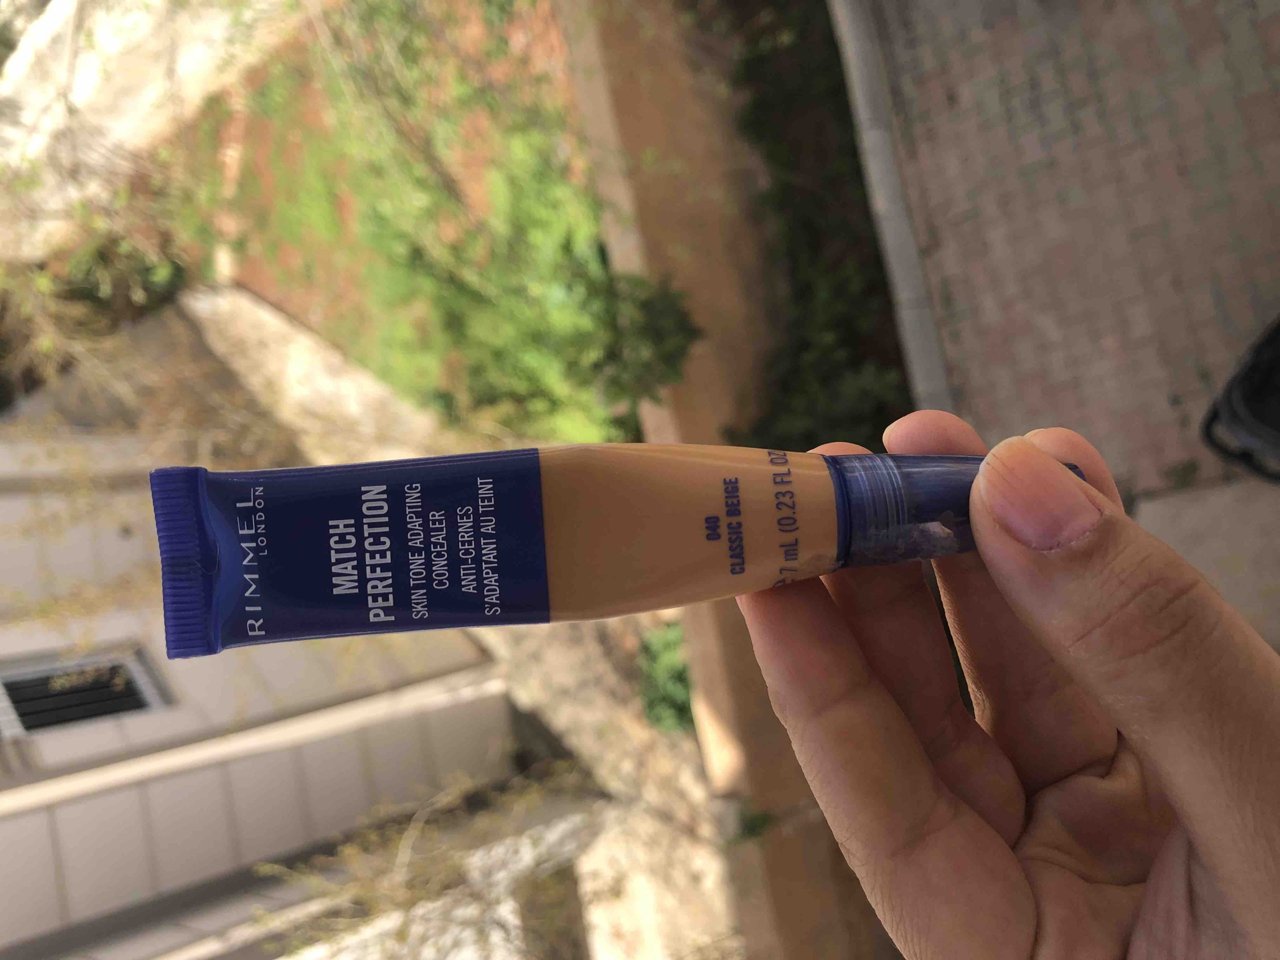 RIMMEL
LONDON
MATCH
PERFECTION
SKIN TONE ADAPTING
CONCEALER
ANTI-CERNES
S'ADAPTANT AU TEINT
040
CLASSIC BEIGE
7 mL (0.23 FL OZ